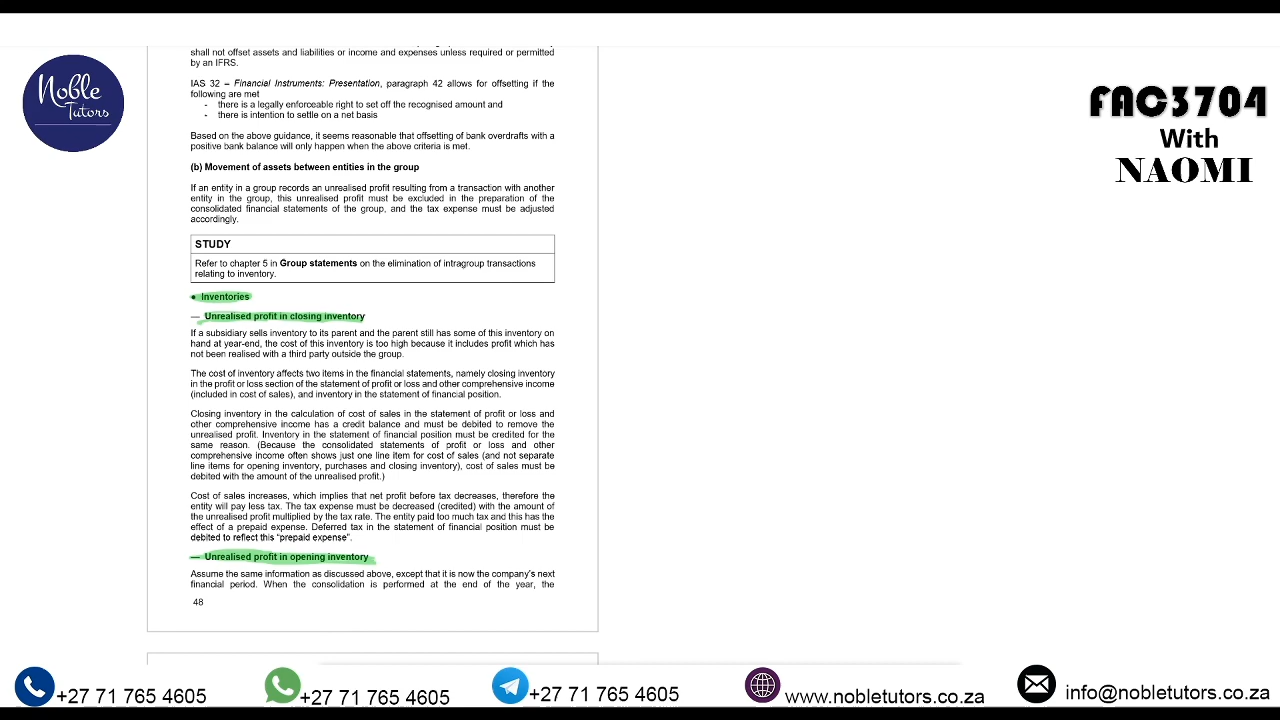 shall not offset assets and liabilities or income and expenses unless required or permitted
by an IFRS.
IAS 32 – Financial Instruments: Presentation, paragraph 42 allows for offsetting if the
following are met
- there is a legally enforceable right to set off the recognised amount and
- there is intention to settle on a net basis
Based on the above guidance, it seems reasonable that offsetting of bank overdrafts with a
positive bank balance will only happen when the above criteria is met.
(b) Movement of assets between entities in the group
If an entity in a group records an unrealised profit resulting from a transaction with another
entity in the group, this unrealised profit must be excluded in the preparation of the
consolidated financial statements of the group, and the tax expense must be adjusted
accordingly.
STUDY
Refer to chapter 5 in Group statements on the elimination of intragroup transactions
relating to inventory.
• Inventories
— Unrealised profit in closing inventory
If a subsidiary sells inventory to its parent and the parent still has some of this inventory on
hand at year-end, the cost of this inventory is too high because it includes profit which has
not been realised with a third party outside the group.
The cost of inventory affects two items in the financial statements, namely closing inventory
in the profit or loss section of the statement of profit or loss and other comprehensive income
(included in cost of sales), and inventory in the statement of financial position.
Closing inventory in the calculation of cost of sales in the statement of profit or loss and
other comprehensive income has a credit balance and must be debited to remove the
unrealised profit. Inventory in the statement of financial position must be credited for the
same reason. (Because the consolidated statements of profit or loss and other
comprehensive income often shows just one line item for cost of sales (and not separate
line items for opening inventory, purchases and closing inventory), cost of sales must be
debited with the amount of the unrealised profit.)
Cost of sales increases, which implies that net profit before tax decreases, therefore the
entity will pay less tax. The tax expense must be decreased (credited) with the amount of
the unrealised profit multiplied by the tax rate. The entity paid too much tax and this has the
effect of a prepaid expense. Deferred tax in the statement of financial position must be
debited to reflect this “prepaid expense”.
— Unrealised profit in opening inventory
Assume the same information as discussed above, except that it is now the company's next
financial period. When the consolidation is performed at the end of the year, the
48
Noble
Tutors
FAC3704
With
NAOMI
+27 71 765 4605
+27 71 765 4605
+27 71 765 4605
www.nobletutors.co.za
info@nobletutors.co.za